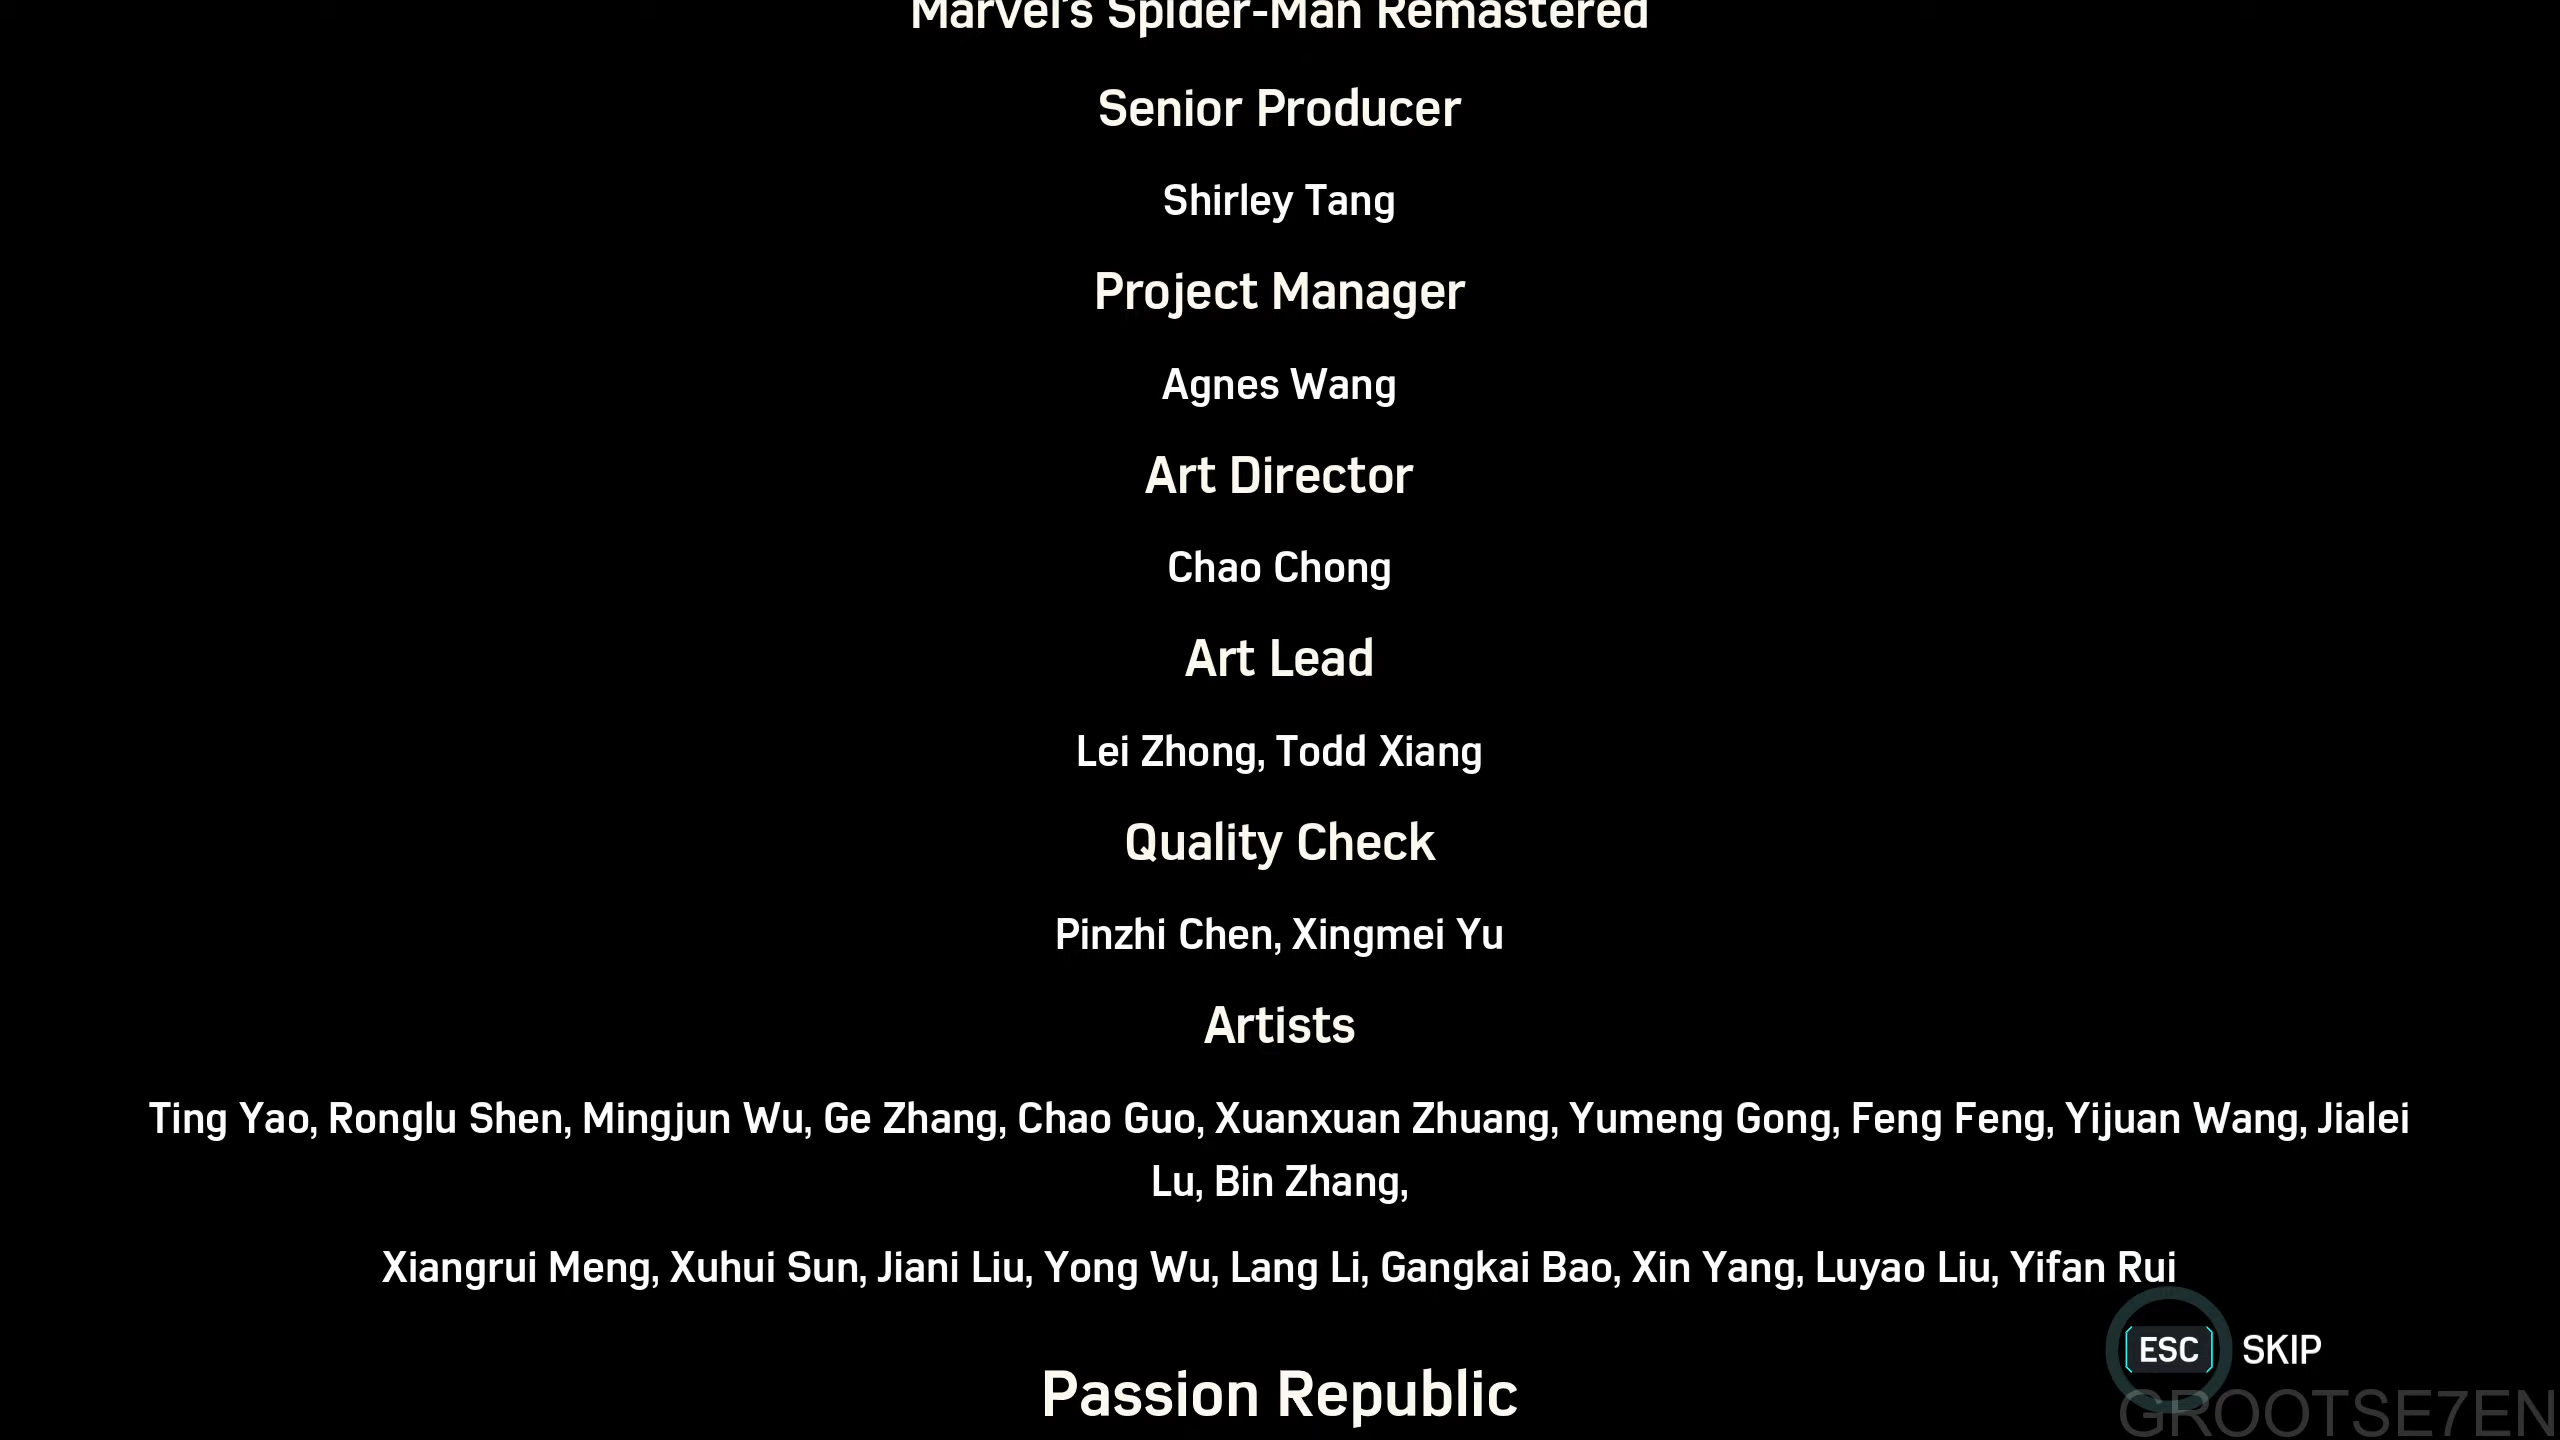 Marvel's Spider-Man Remastered
Senior Producer
Shirley Tang
Project Manager
Agnes Wang
Art Director
Chao Chong
Art Lead
Lei Zhong, Todd Xiang
Quality Check
Pinzhi Chen, Xingmei Yu
Artists
Ting Yao, Ronglu Shen, Mingjun Wu, Ge Zhang, Chao Guo, Xuanxuan Zhuang, Yumeng Gong, Feng Feng, Yijuan Wang, Jialei
Lu, Bin Zhang,
Xiangrui Meng, Xuhui Sun, Jiani Liu, Yong Wu, Lang Li, Gangkai Bao, Xin Yang, Luyao Liu, Yifan Rui
ESC SKIP
Passion Republic
GROOTSE7EN